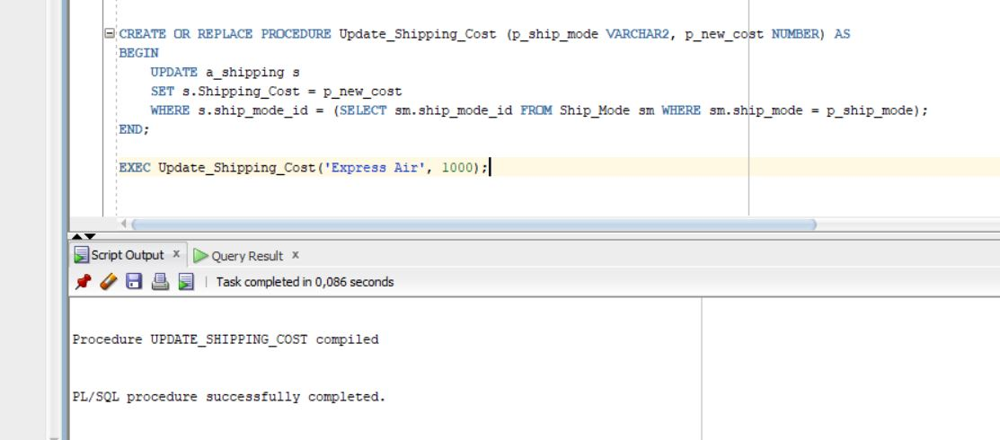 CREATE OR REPLACE PROCEDURE Update_Shipping_Cost (p_ship_mode VARCHAR2, p_new_cost NUMBER) AS
BEGIN
    UPDATE a_shipping s
    SET s.Shipping_Cost = p_new_cost
    WHERE s.ship_mode_id = (SELECT sm.ship_mode_id FROM Ship_Mode sm WHERE sm.ship_mode = p_ship_mode);
END;
EXEC Update_Shipping_Cost('Express Air', 1000);
Script Output x Query Result x
Task completed in 0,086 seconds
Procedure UPDATE_SHIPPING_COST compiled
PL/SQL procedure successfully completed.